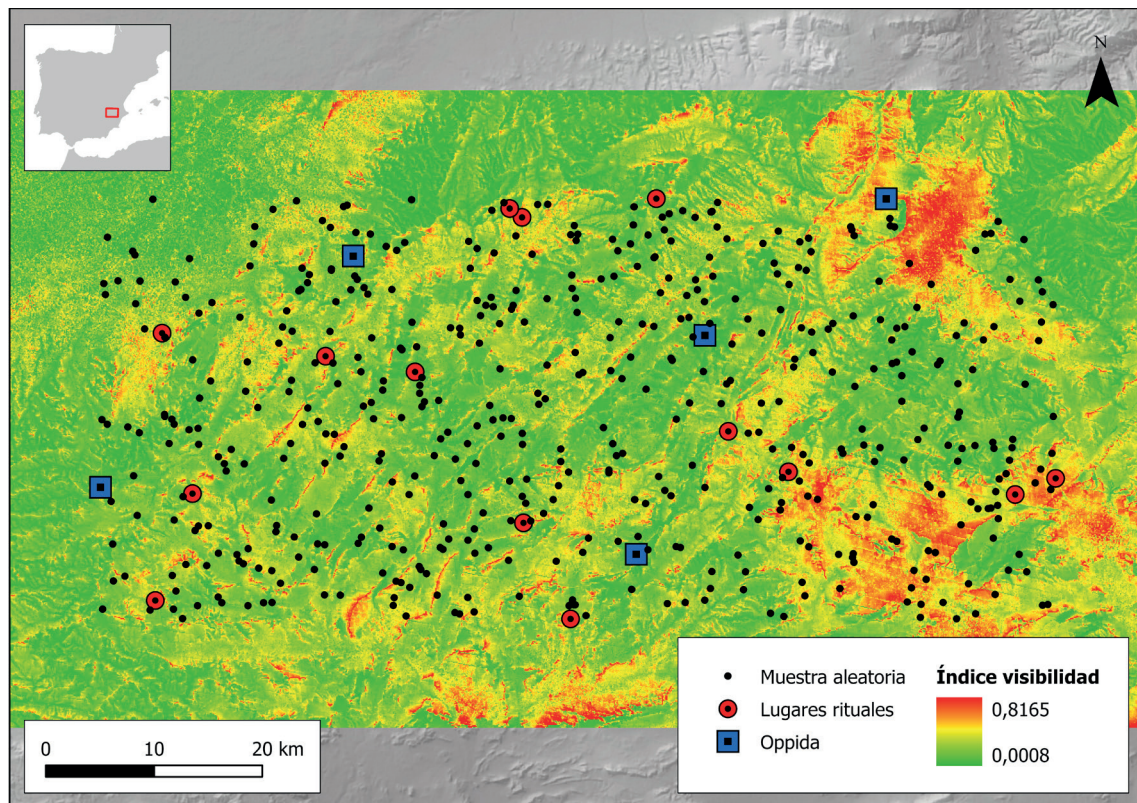 N
0 10 20 km
Muestra aleatoria
Lugares rituales
Oppida
Índice visibilidad
0,8165
0,0008